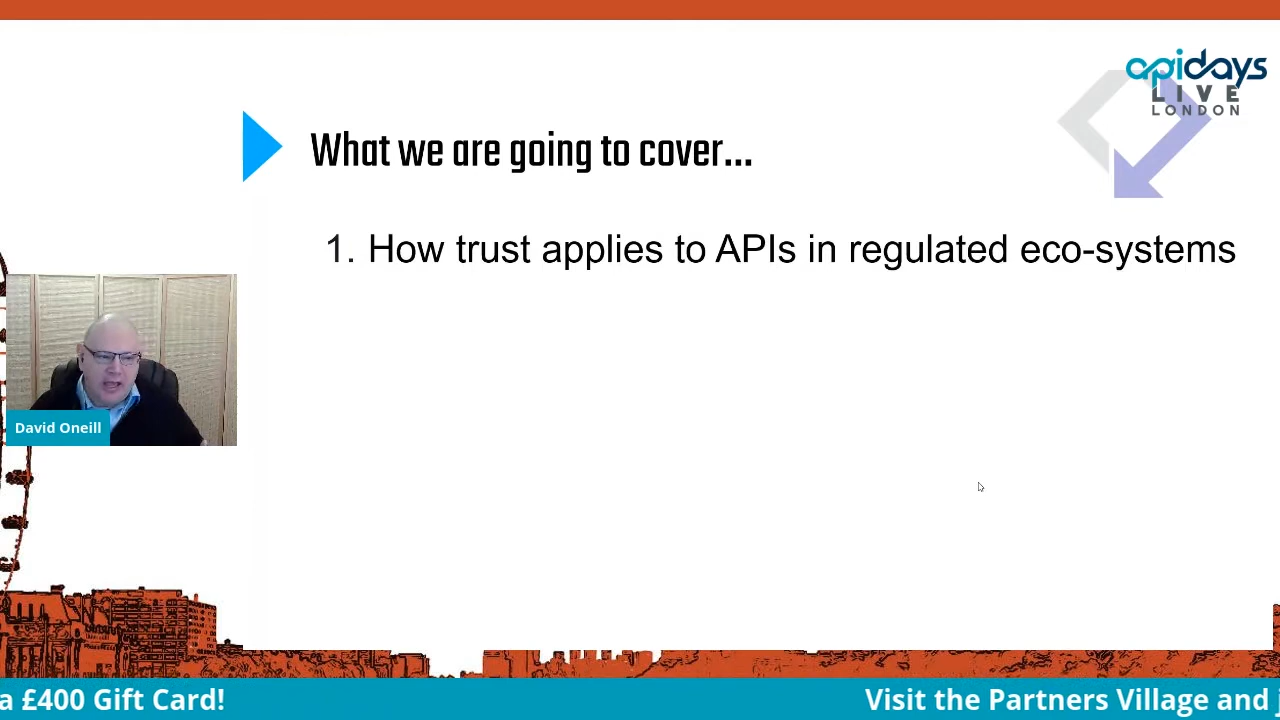 apidays
LIVE
LONDON
What we are going to cover...
1. How trust applies to APIs in regulated eco-systems
David Oneill
a £400 Gift Card!
Visit the Partners Village and